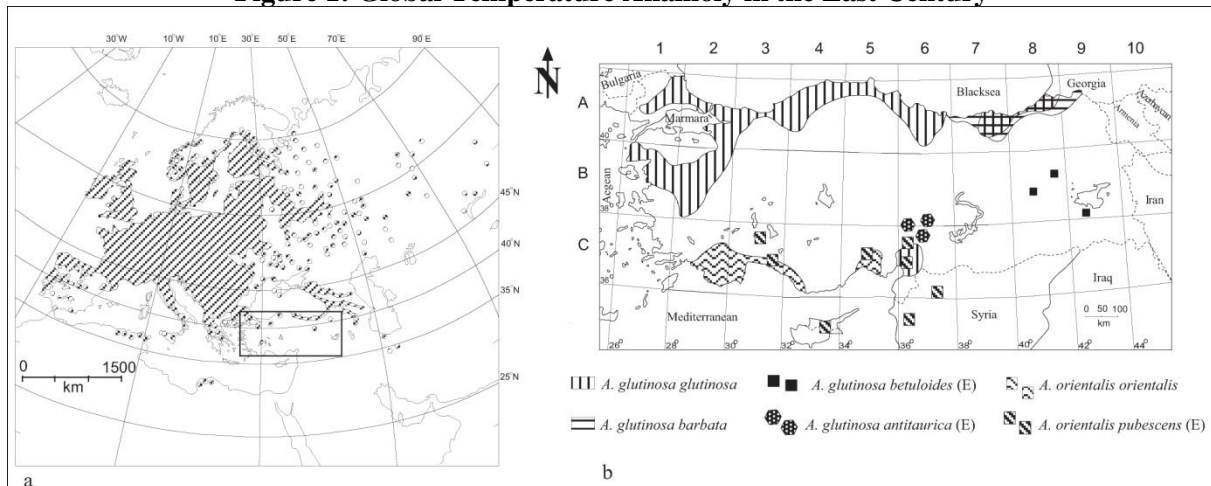 Figure 1: Global Temperature Anamoly in the Last Century
30°W 10°W 10°E 30°E 50°E 70°E 90°E
45°N
40°N
35°N
25°N
0 1500
km
a
N
1 2 3 4 5 6 7 8 9 10
A
B
C
42°
40°
38°
36°
Bulgaria
Marmara
Blacksea
Georgia
Armenia
Azarbaycan
Aegean
Iran
Iraq
Syria
Mediterranean
0 50 100
km
26° 28° 30° 32° 34° 36° 38° 40° 42° 44°
A. glutinosa glutinosa
A. glutinosa betuloides (E)
A. orientalis orientalis
A. glutinosa barbata
A. glutinosa antitaurica (E)
A. orientalis pubescens (E)
b